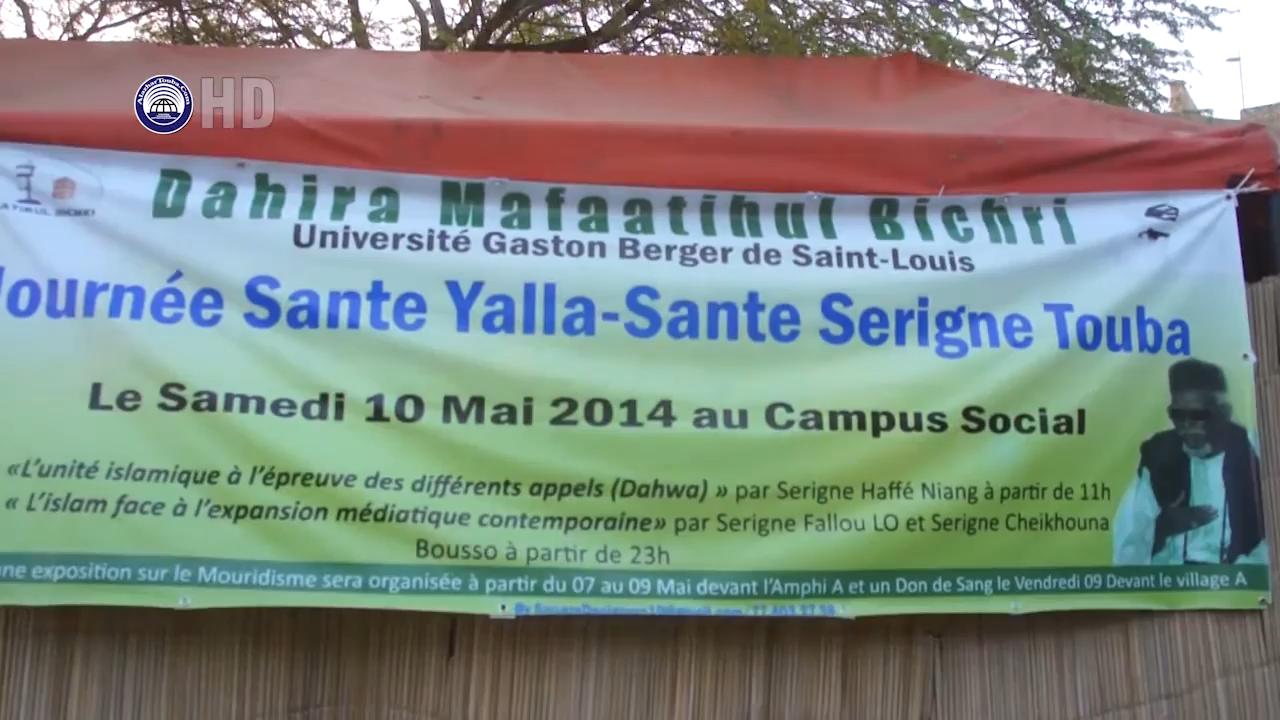 HD
Dahira Mafaatihul Bichri
Université Gaston Berger de Saint-Louis
Journée Sante Yalla-Sante Serigne Touba
Le Samedi 10 Mai 2014 au Campus Social
«L'unité islamique à l'épreuve des différents appels (Dahwa) » par Serigne Haffé Niang à partir de 11h
« L'islam face à l'expansion médiatique contemporaine» par Serigne Fallou LO et Serigne Cheikhouna
Bousso à partir de 23h
ne exposition sur le Mouridisme sera organisée à partir du 07 au 09 Mai devant l'Amphi A et un Don de Sang le Vendredi 09 Devant le village A